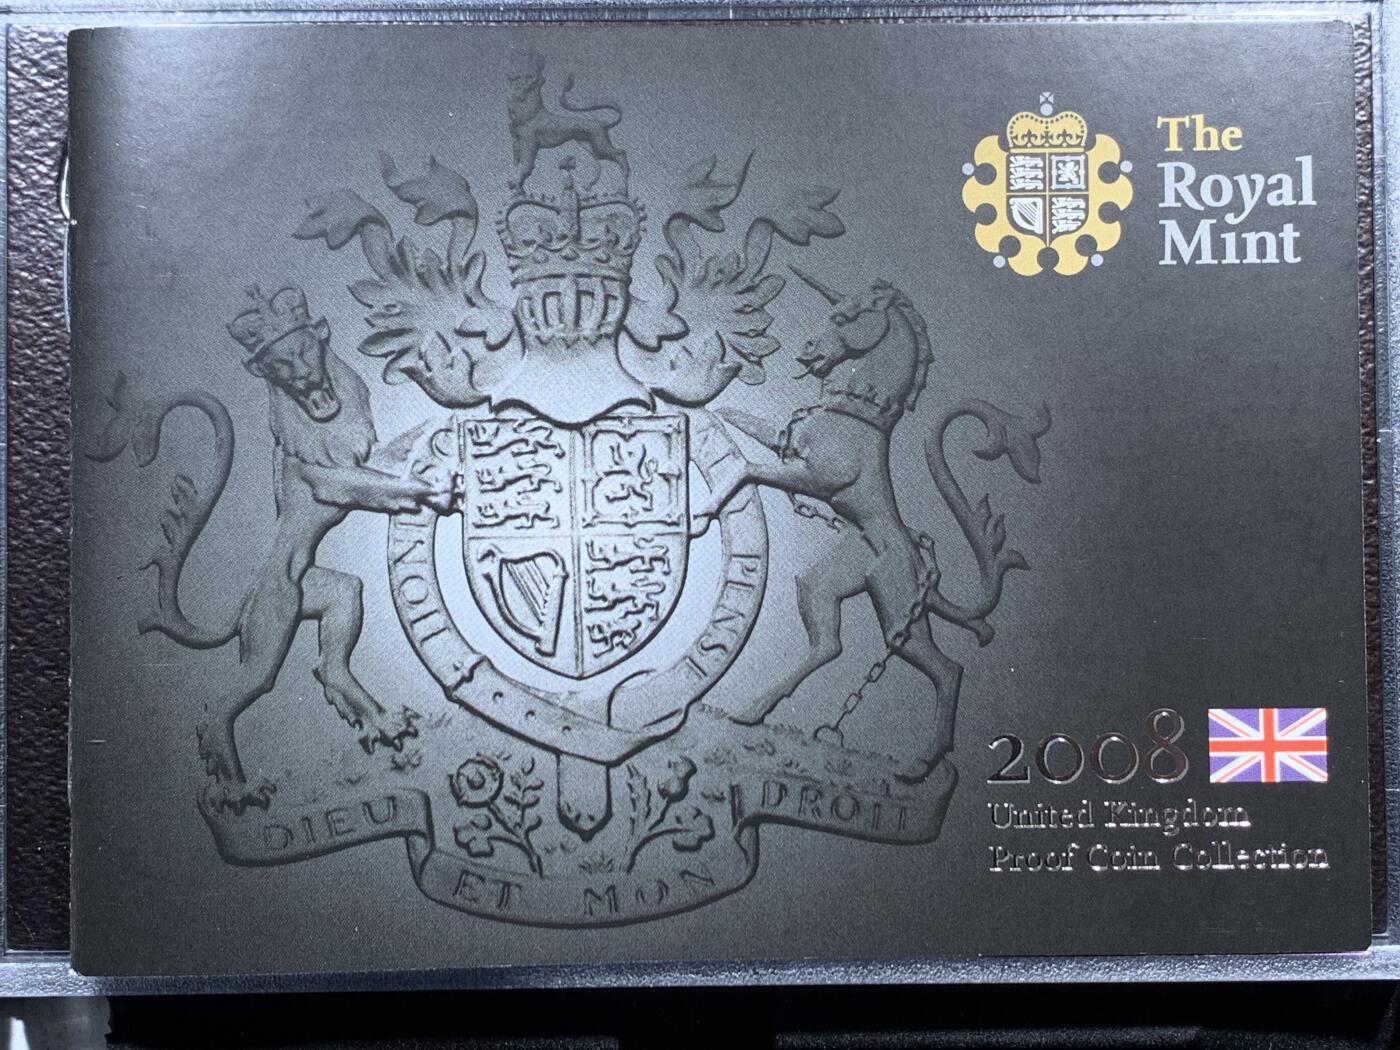 The
Royal
Mint
HONI
PENSE
DIEU
ET MON
DROIT
2008
United Kingdom
Proof Coin Collection